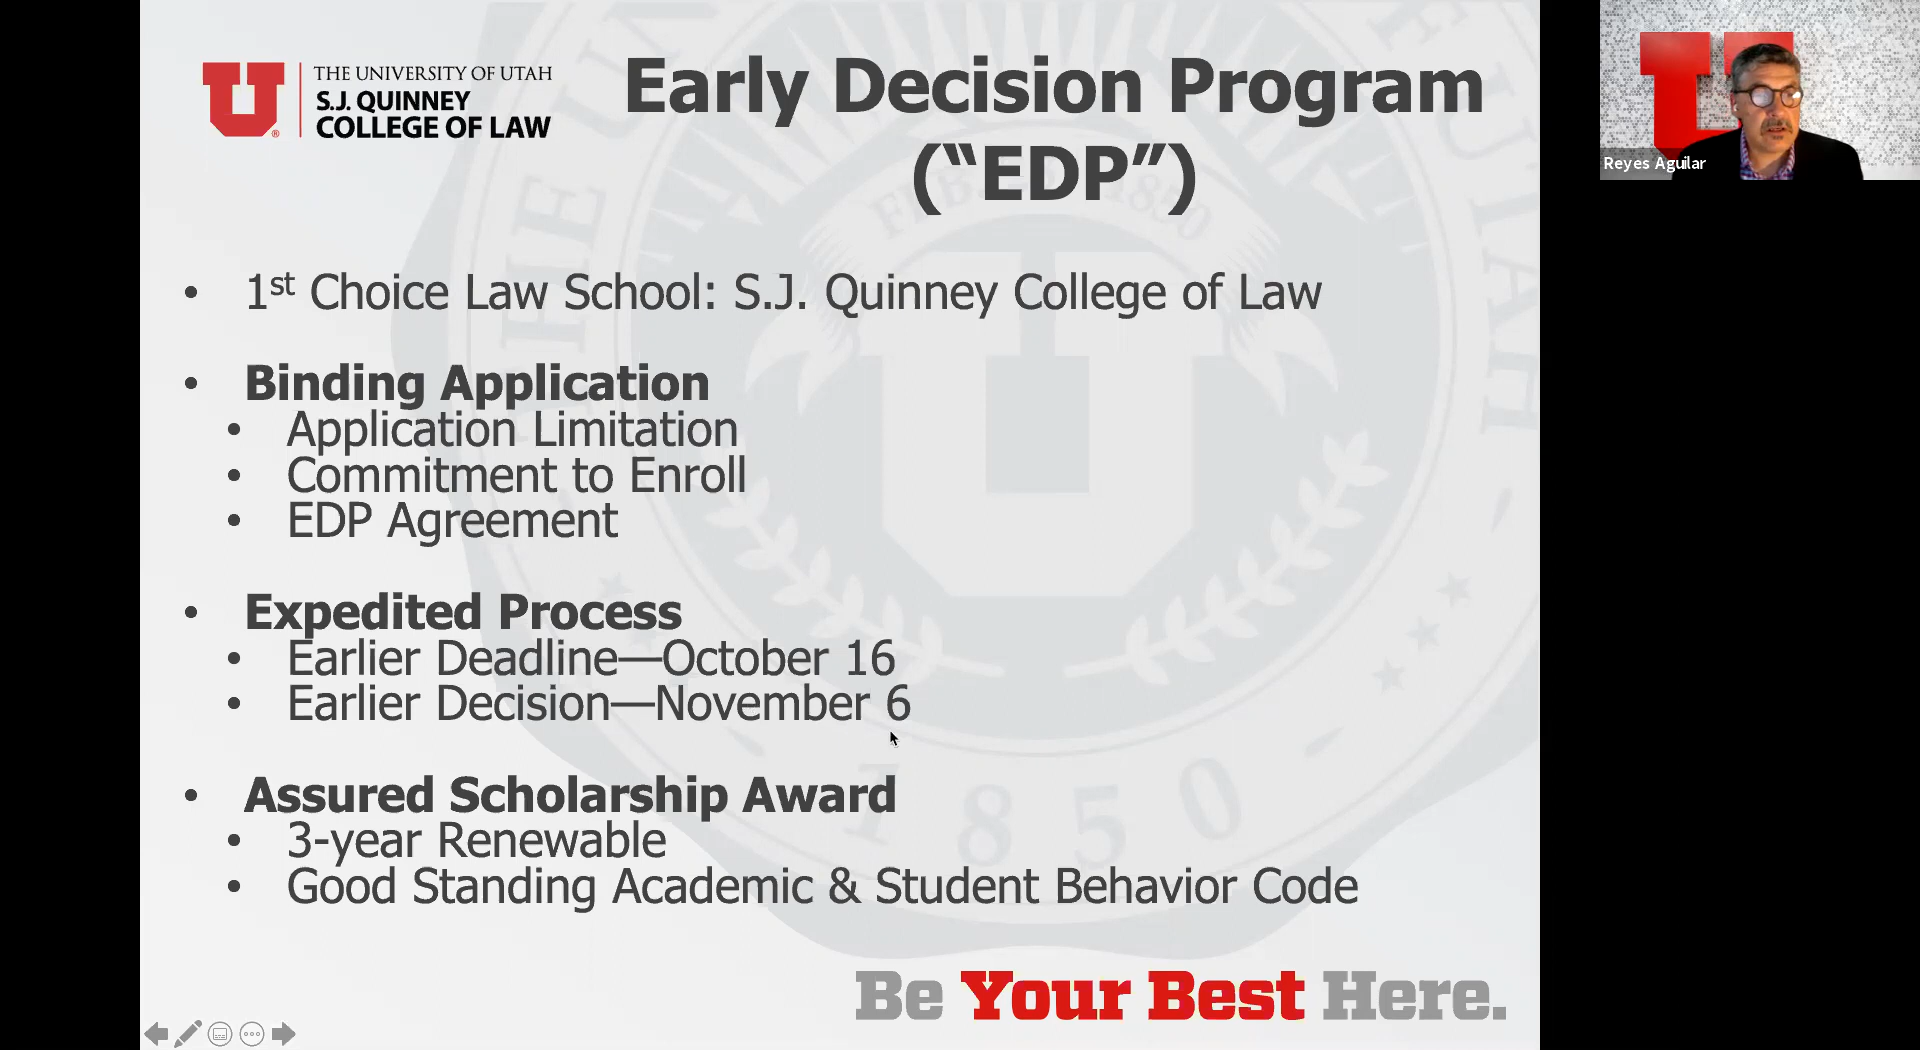 THE UNIVERSITY OF UTAH
S.J. QUINNEY
COLLEGE OF LAW
Early Decision Program
(“EDP”)
Reyes Aguilar
• 1st Choice Law School: S.J. Quinney College of Law
• Binding Application
• Application Limitation
• Commitment to Enroll
• EDP Agreement
• Expedited Process
• Earlier Deadline—October 16
• Earlier Decision—November 6
• Assured Scholarship Award
• 3-year Renewable
• Good Standing Academic & Student Behavior Code
1850
Be Your Best Here.